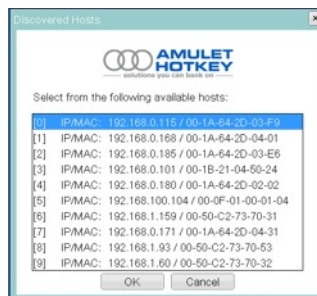 Discovered Hosts
AMULET
HOTKEY
solutions you can bank on
Select from the following available hosts:
[0] IP/MAC: 192.168.0.115 / 00-1A-64-2D-03-F9
[1] IP/MAC: 192.168.0.168 / 00-1A-64-2D-04-01
[2] IP/MAC: 192.168.0.185 / 00-1A-64-2D-03-E6
[3] IP/MAC: 192.168.0.101 / 00-1B-21-04-50-24
[4] IP/MAC: 192.168.0.180 / 00-1A-64-2D-02-02
[5] IP/MAC: 192.168.100.104 / 00-0F-01-00-01-04
[6] IP/MAC: 192.168.1.159 / 00-50-C2-73-70-31
[7] IP/MAC: 192.168.0.171 / 00-1A-64-2D-04-31
[8] IP/MAC: 192.168.1.93 / 00-50-C2-73-70-53
[9] IP/MAC: 192.168.1.60 / 00-50-C2-73-70-32
OK Cancel